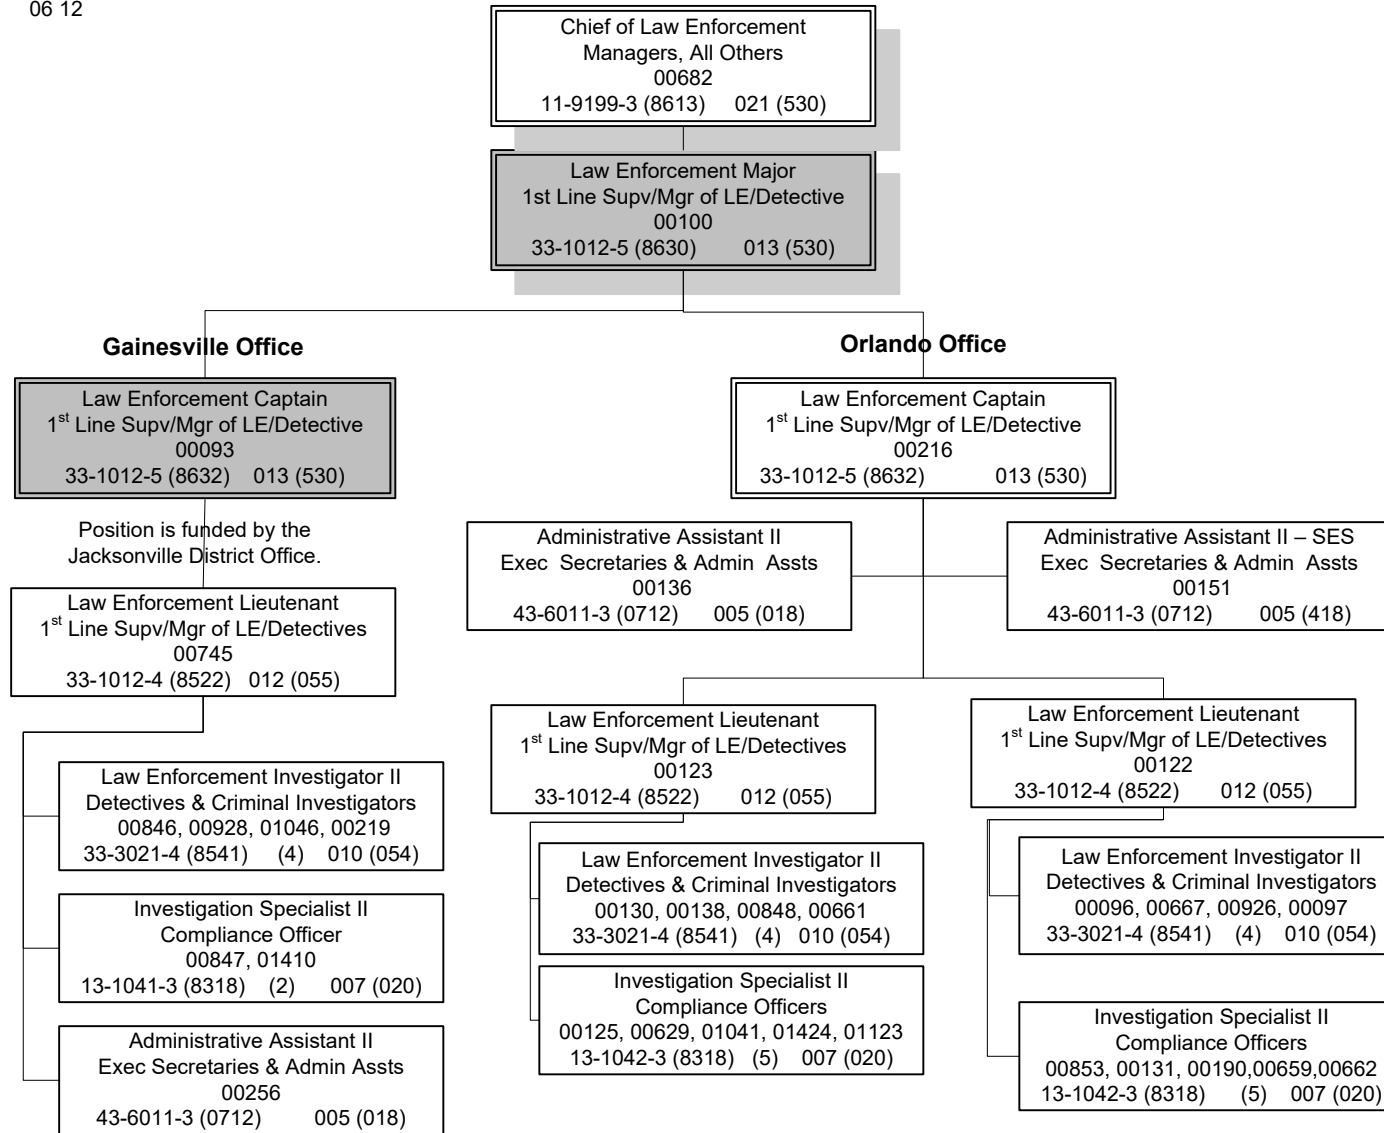 06 12
Chief of Law Enforcement
Managers, All Others
00682
11-9199-3 (8613) 021 (530)
Law Enforcement Major
1st Line Supv/Mgr of LE/Detective
00100
33-1012-5 (8630) 013 (530)
Gainesville Office
Law Enforcement Captain
1st Line Supv/Mgr of LE/Detective
00093
33-1012-5 (8632) 013 (530)
Position is funded by the
Jacksonville District Office.
Law Enforcement Lieutenant
1st Line Supv/Mgr of LE/Detectives
00745
33-1012-4 (8522) 012 (055)
Law Enforcement Investigator II
Detectives & Criminal Investigators
00846, 00928, 01046, 00219
33-3021-4 (8541) (4) 010 (054)
Investigation Specialist II
Compliance Officer
00847, 01410
13-1041-3 (8318) (2) 007 (020)
Administrative Assistant II
Exec Secretaries & Admin Assts
00256
43-6011-3 (0712) 005 (018)
Orlando Office
Law Enforcement Captain
1st Line Supv/Mgr of LE/Detective
00216
33-1012-5 (8632) 013 (530)
Administrative Assistant II
Exec Secretaries & Admin Assts
00136
43-6011-3 (0712) 005 (018)
Administrative Assistant II – SES
Exec Secretaries & Admin Assts
00151
43-6011-3 (0712) 005 (418)
Law Enforcement Lieutenant
1st Line Supv/Mgr of LE/Detectives
00123
33-1012-4 (8522) 012 (055)
Law Enforcement Investigator II
Detectives & Criminal Investigators
00130, 00138, 00848, 00661
33-3021-4 (8541) (4) 010 (054)
Investigation Specialist II
Compliance Officers
00125, 00629, 01041, 01424, 01123
13-1042-3 (8318) (5) 007 (020)
Law Enforcement Lieutenant
1st Line Supv/Mgr of LE/Detectives
00122
33-1012-4 (8522) 012 (055)
Law Enforcement Investigator II
Detectives & Criminal Investigators
00096, 00667, 00926, 00097
33-3021-4 (8541) (4) 010 (054)
Investigation Specialist II
Compliance Officers
00853, 00131, 00190,00659,00662
13-1042-3 (8318) (5) 007 (020)